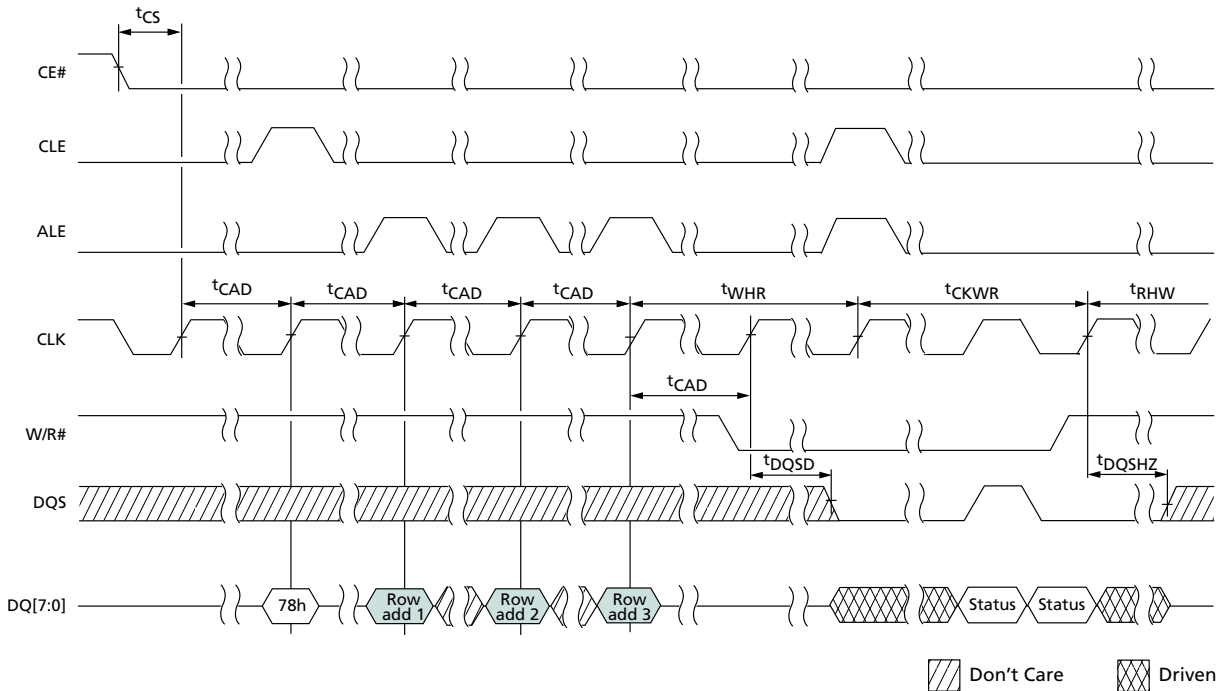 tCS
CE#
CLE
ALE
tCAD tCAD tCAD tCAD tWHR tCKWR tRHW
CLK
tCAD
W/R#
tDQSD tDQSHZ
DQS
DQ[7:0] 78h Row add 1 Row add 2 Row add 3 Status Status
Don't Care Driven